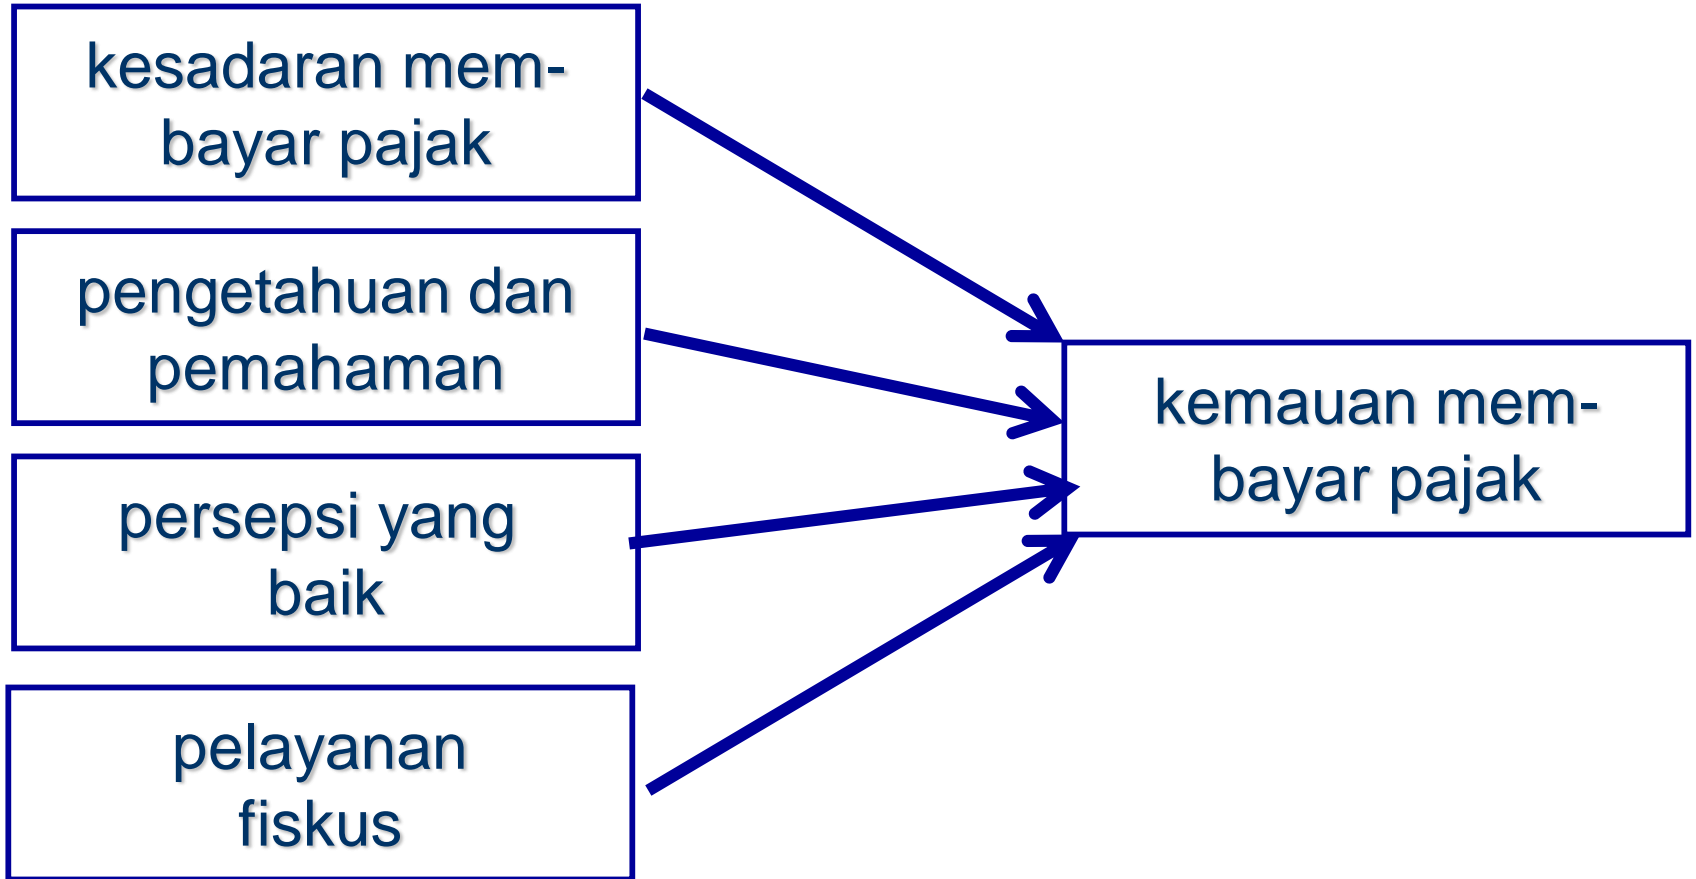 kesadaran mem-
bayar pajak
pengetahuan dan
pemahaman
persepsi yang
baik
pelayanan
fiskus
kemauan mem-
bayar pajak